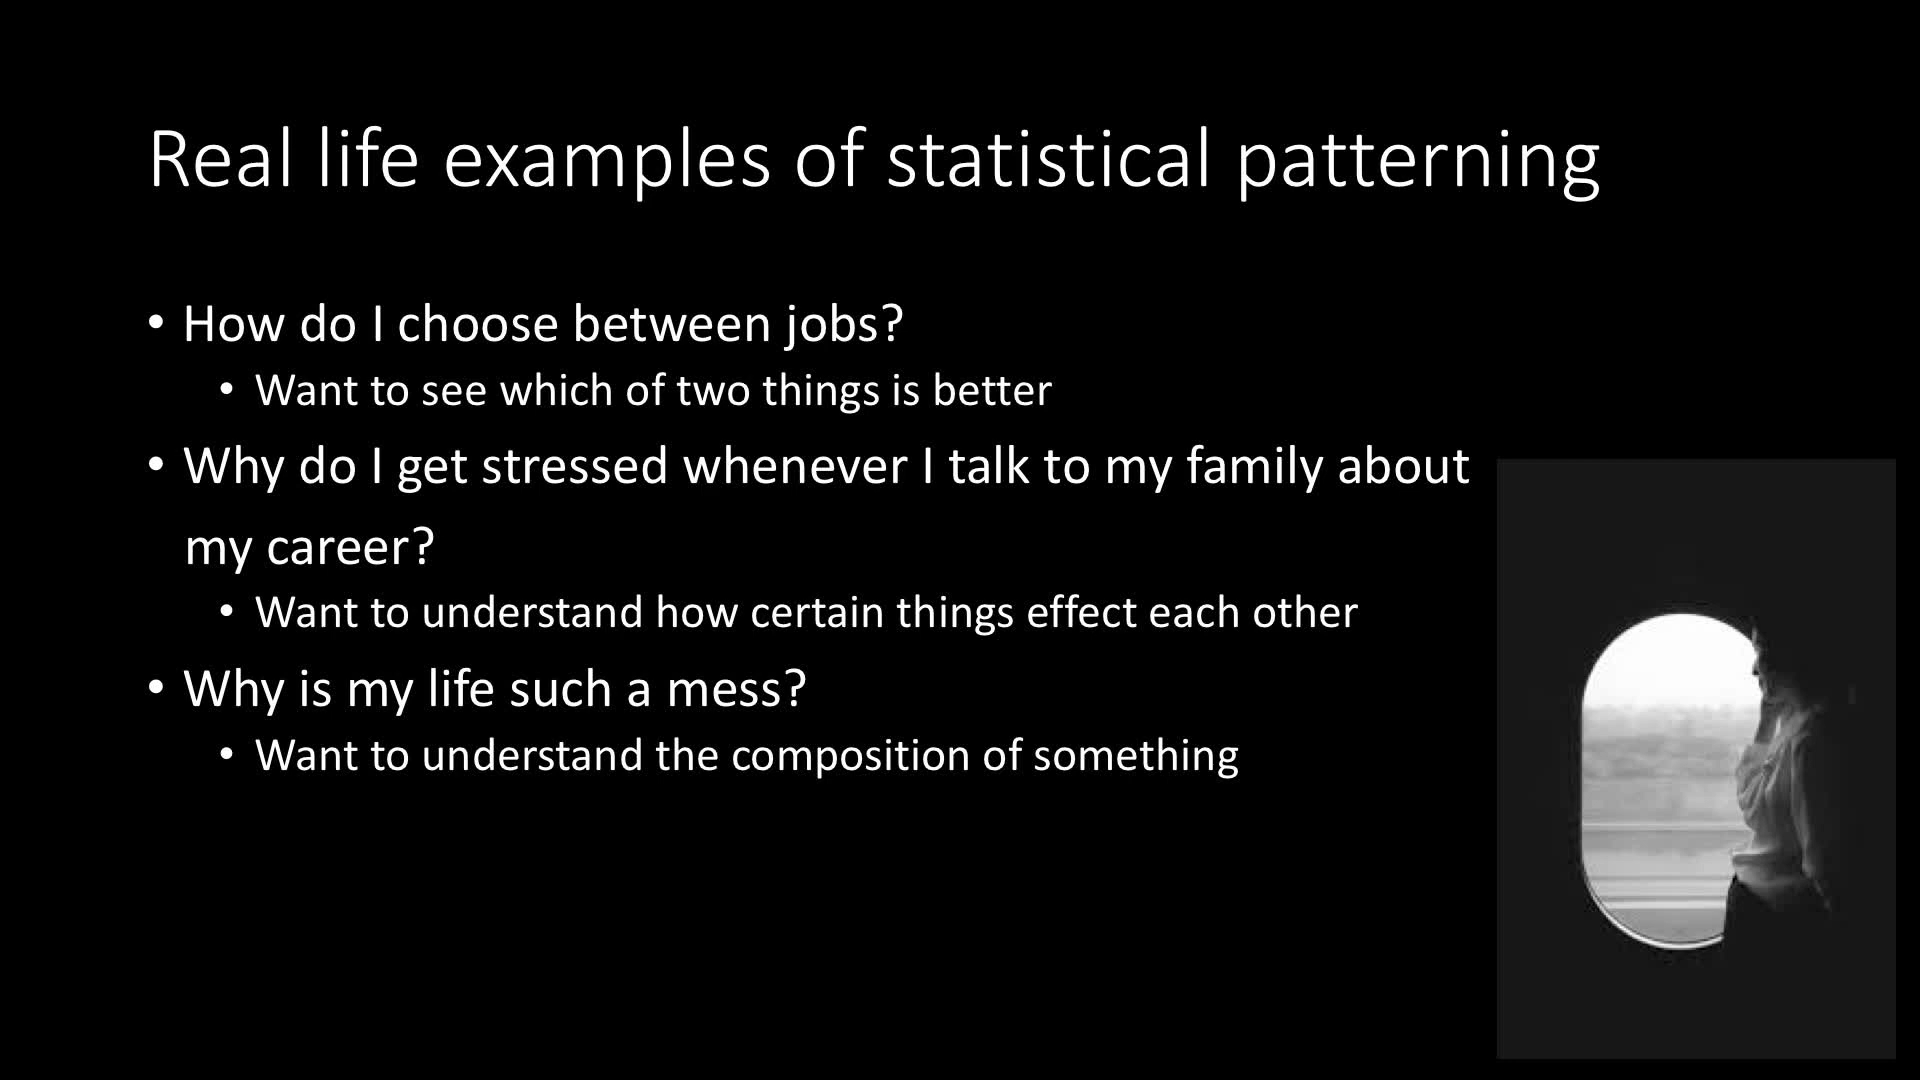 Real life examples of statistical patterning
• How do I choose between jobs?
• Want to see which of two things is better
• Why do I get stressed whenever I talk to my family about
my career?
• Want to understand how certain things effect each other
• Why is my life such a mess?
• Want to understand the composition of something